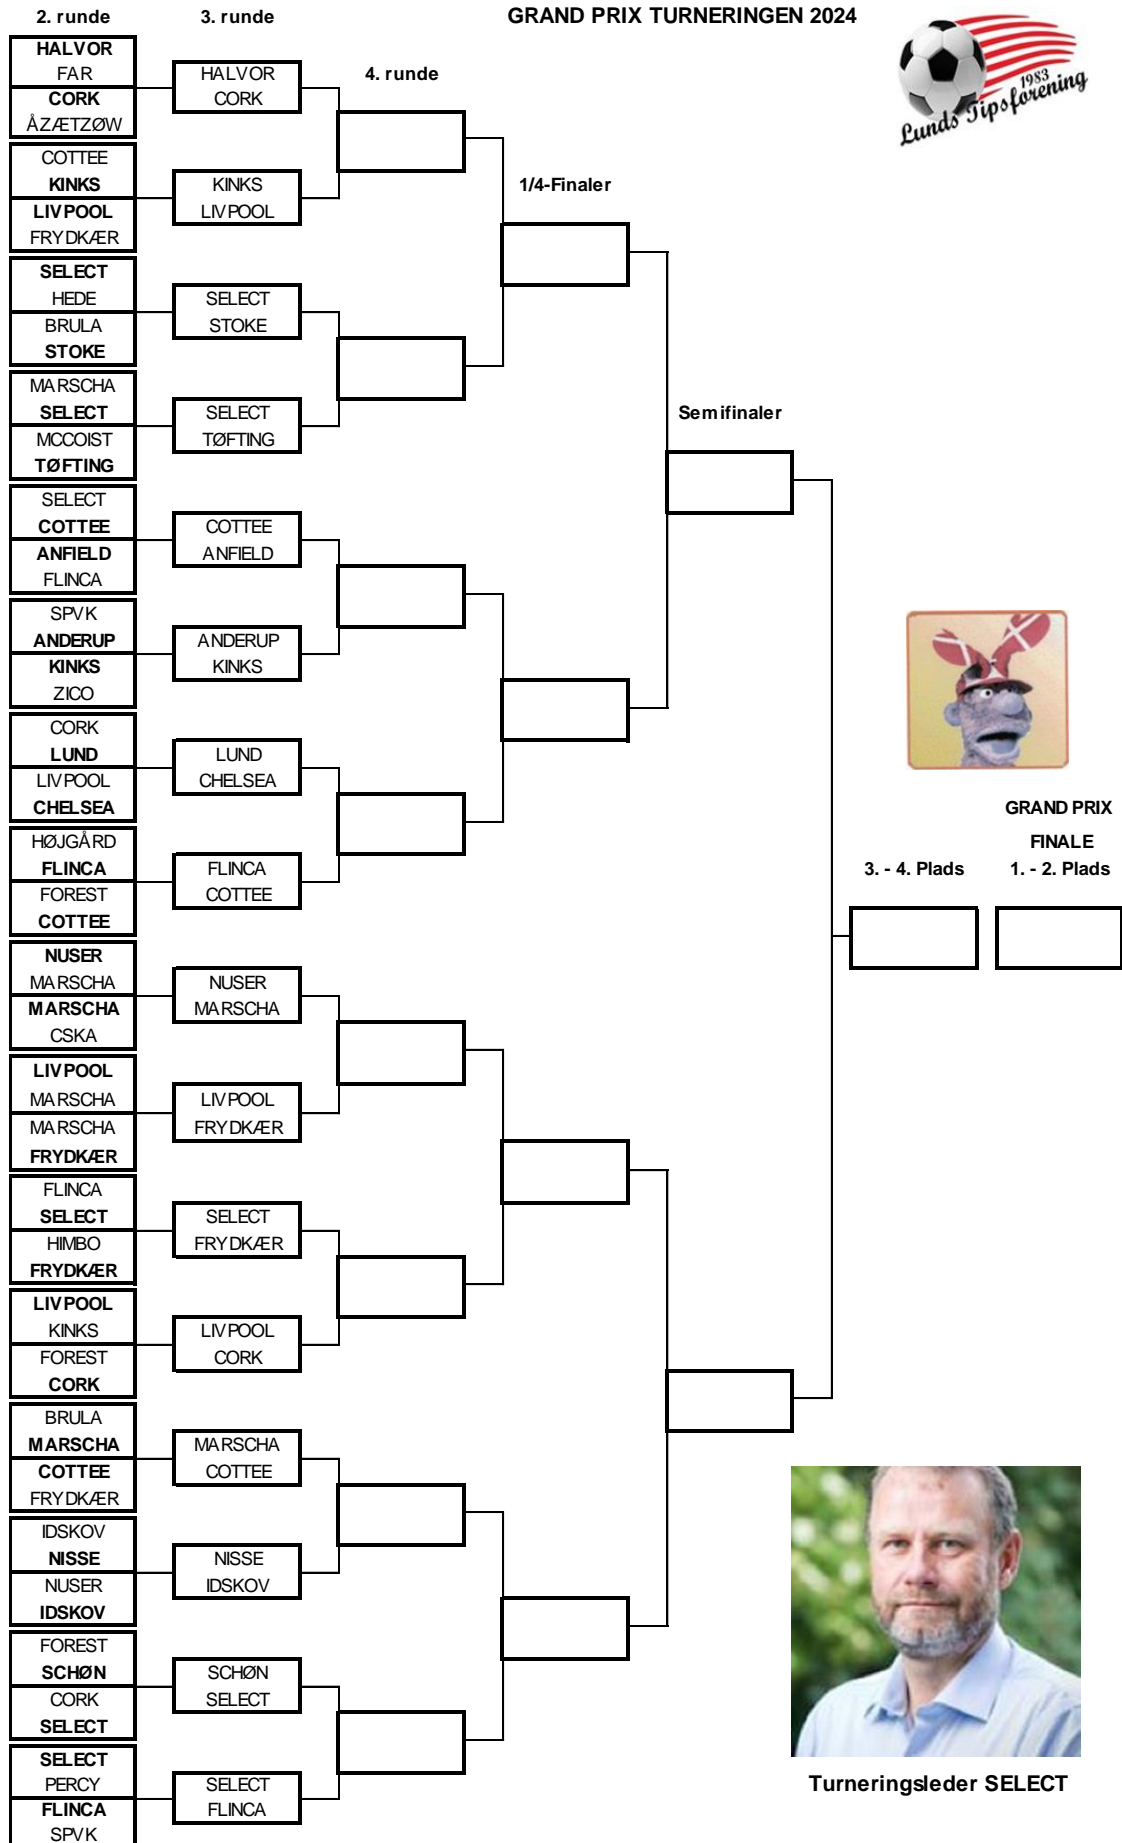 2. runde
3. runde
GRAND PRIX TURNERINGEN 2024
1983
Lunds Tipsforening
HALVOR
FAR
CORK
ÅZÆTZØW
COTTEE
KINKS
LIVPOOL
FRYDKÆR
SELECT
HEDE
BRULA
STOKE
MARSCHA
SELECT
MCCOIST
TØFTING
SELECT
COTTEE
ANFIELD
FLINCA
SPVK
ANDERUP
KINKS
ZICO
CORK
LUND
LIVPOOL
CHELSEA
HØJGÅRD
FLINCA
FOREST
COTTEE
NUSER
MARSCHA
MARSCHA
CSKA
LIVPOOL
MARSCHA
MARSCHA
FRYDKÆR
FLINCA
SELECT
HIMBO
FRYDKÆR
LIVPOOL
KINKS
FOREST
CORK
BRULA
MARSCHA
COTTEE
FRYDKÆR
IDSKOV
NISSE
NUSER
IDSKOV
FOREST
SCHØN
CORK
SELECT
SELECT
PERCY
FLINCA
SPVK
HALVOR
CORK
KINKS
LIVPOOL
SELECT
STOKE
SELECT
TØFTING
COTTEE
ANFIELD
ANDERUP
KINKS
LUND
CHELSEA
FLINCA
COTTEE
NUSER
MARSCHA
LIVPOOL
FRYDKÆR
SELECT
FRYDKÆR
LIVPOOL
CORK
MARSCHA
COTTEE
NISSE
IDSKOV
SCHØN
SELECT
SELECT
FLINCA
4. runde
1/4-Finaler
Semifinaler
3. - 4. Plads
GRAND PRIX
FINALE
1. - 2. Plads
Turneringsleder SELECT